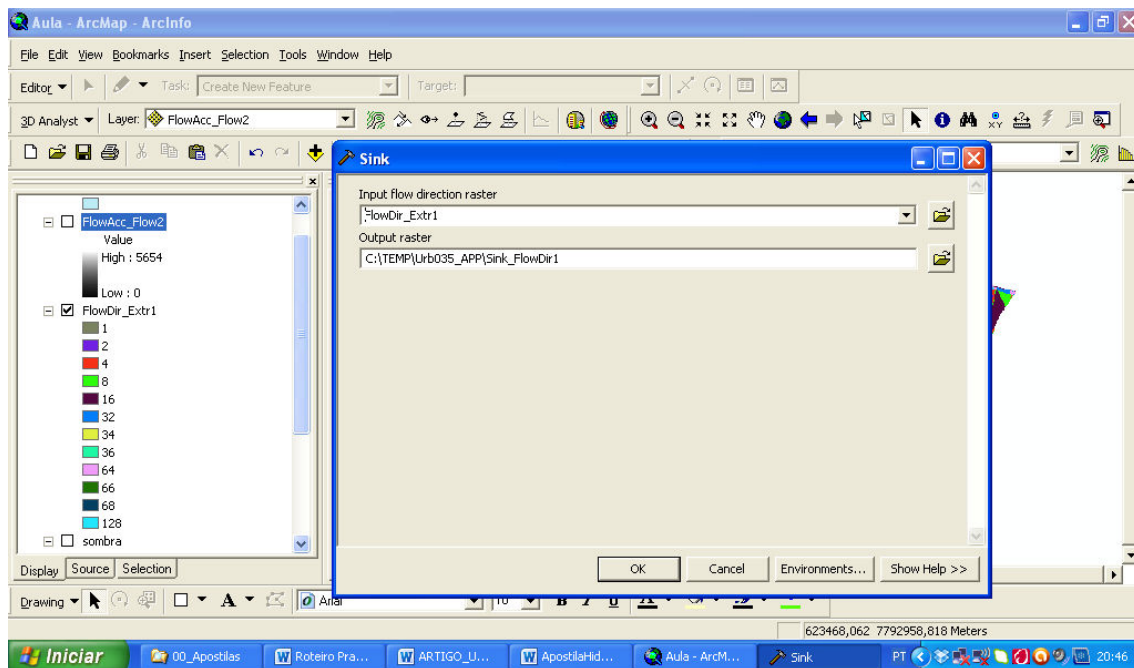 Aula - ArcMap - ArcInfo
File Edit View Bookmarks Insert Selection Tools Window Help
Editor Task: Create New Feature Target:
3D Analyst Layer: FlowAcc_Flow2
Sink
Input flow direction raster
FlowDir_Extr1
Output raster
C:\TEMP\Urb035_APP\Sink_FlowDir1
OK Cancel Environments... Show Help >>
FlowAcc_Flow2
Value
High : 5654
Low : 0
FlowDir_Extr1
1
2
4
8
16
32
34
36
64
66
68
128
sombra
Display Source Selection
Drawing A Arial 10 B I U A
623468,062 7792958,818 Meters
Iniciar 00_Apostilas Roteiro Pra... ARTIGO_U... ApostilaHid... Aula - ArcM... Sink PT 20:46